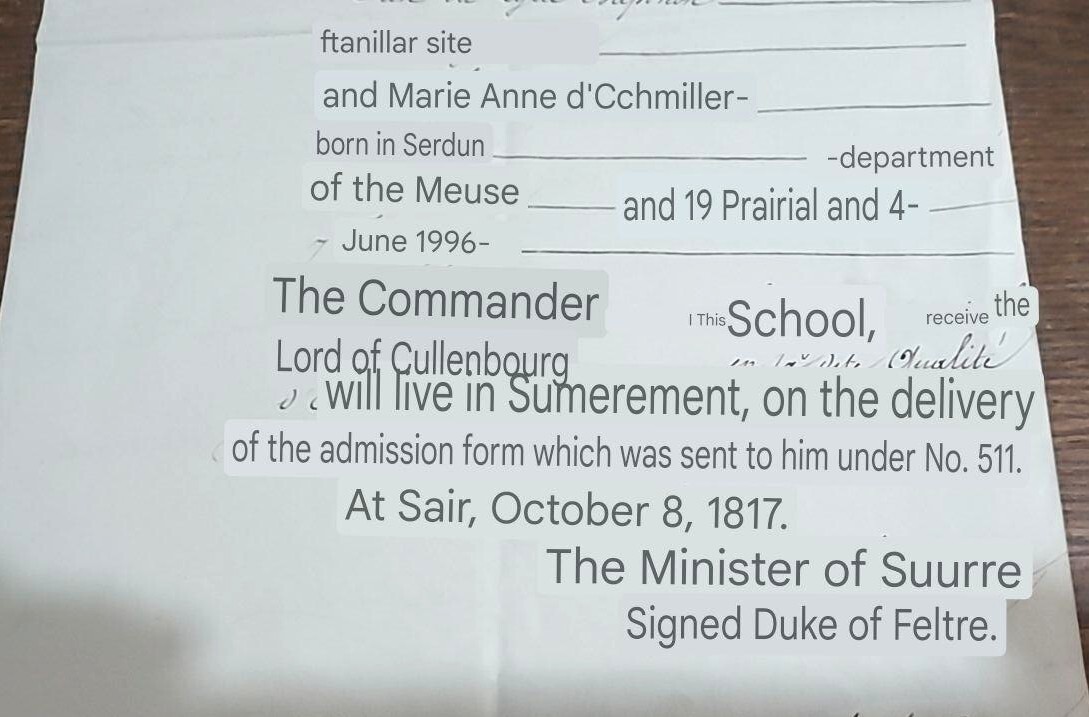 ftanillar site
and Marie Anne d'Cchmiller-
born in Serdun -department
of the Meuse and 19 Prairial and 4-
7 June 1996-
The Commander I This School, receive the
Lord of Cullenbourg Qualité
will live in Sumerement, on the delivery
of the admission form which was sent to him under No. 511.
At Sair, October 8, 1817.
The Minister of Suurre
Signed Duke of Feltre.